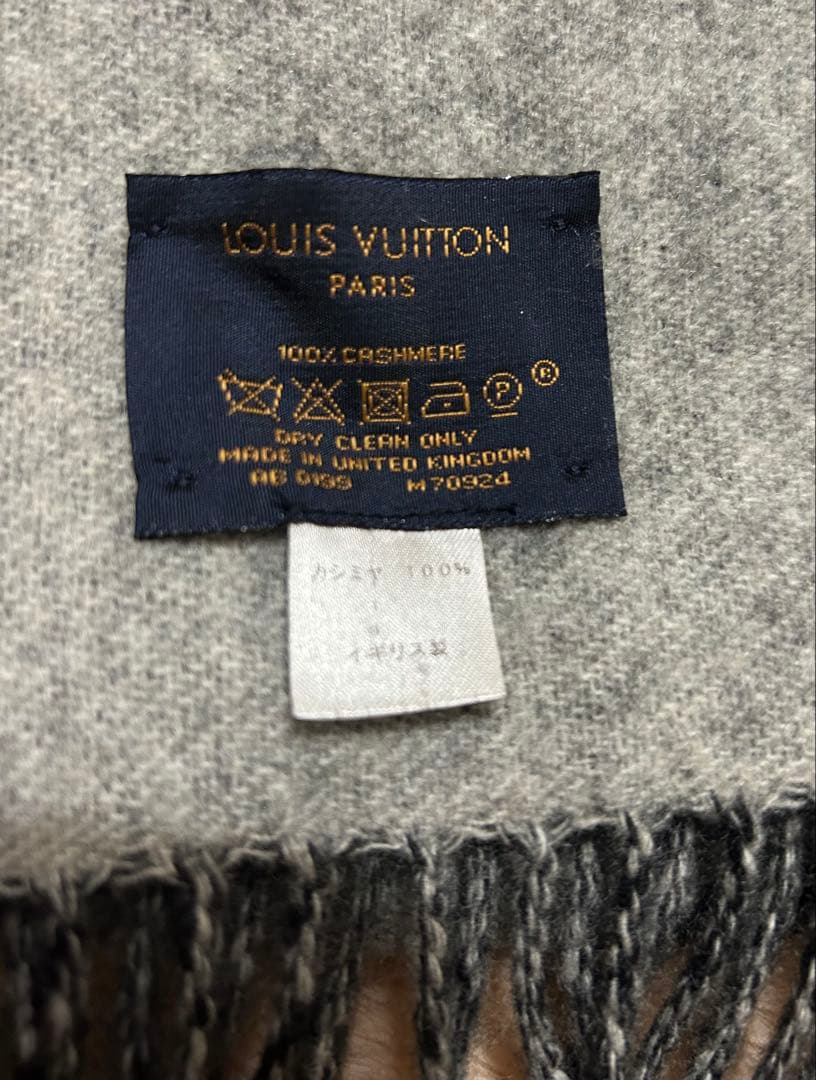 LOUIS VUITTON
PARIS
100% CASHMERE
P ®
DRY CLEAN ONLY
MADE IN UNITED KINGDOM
AG 0199 M70924
カシミヤ 100%
イギリス製